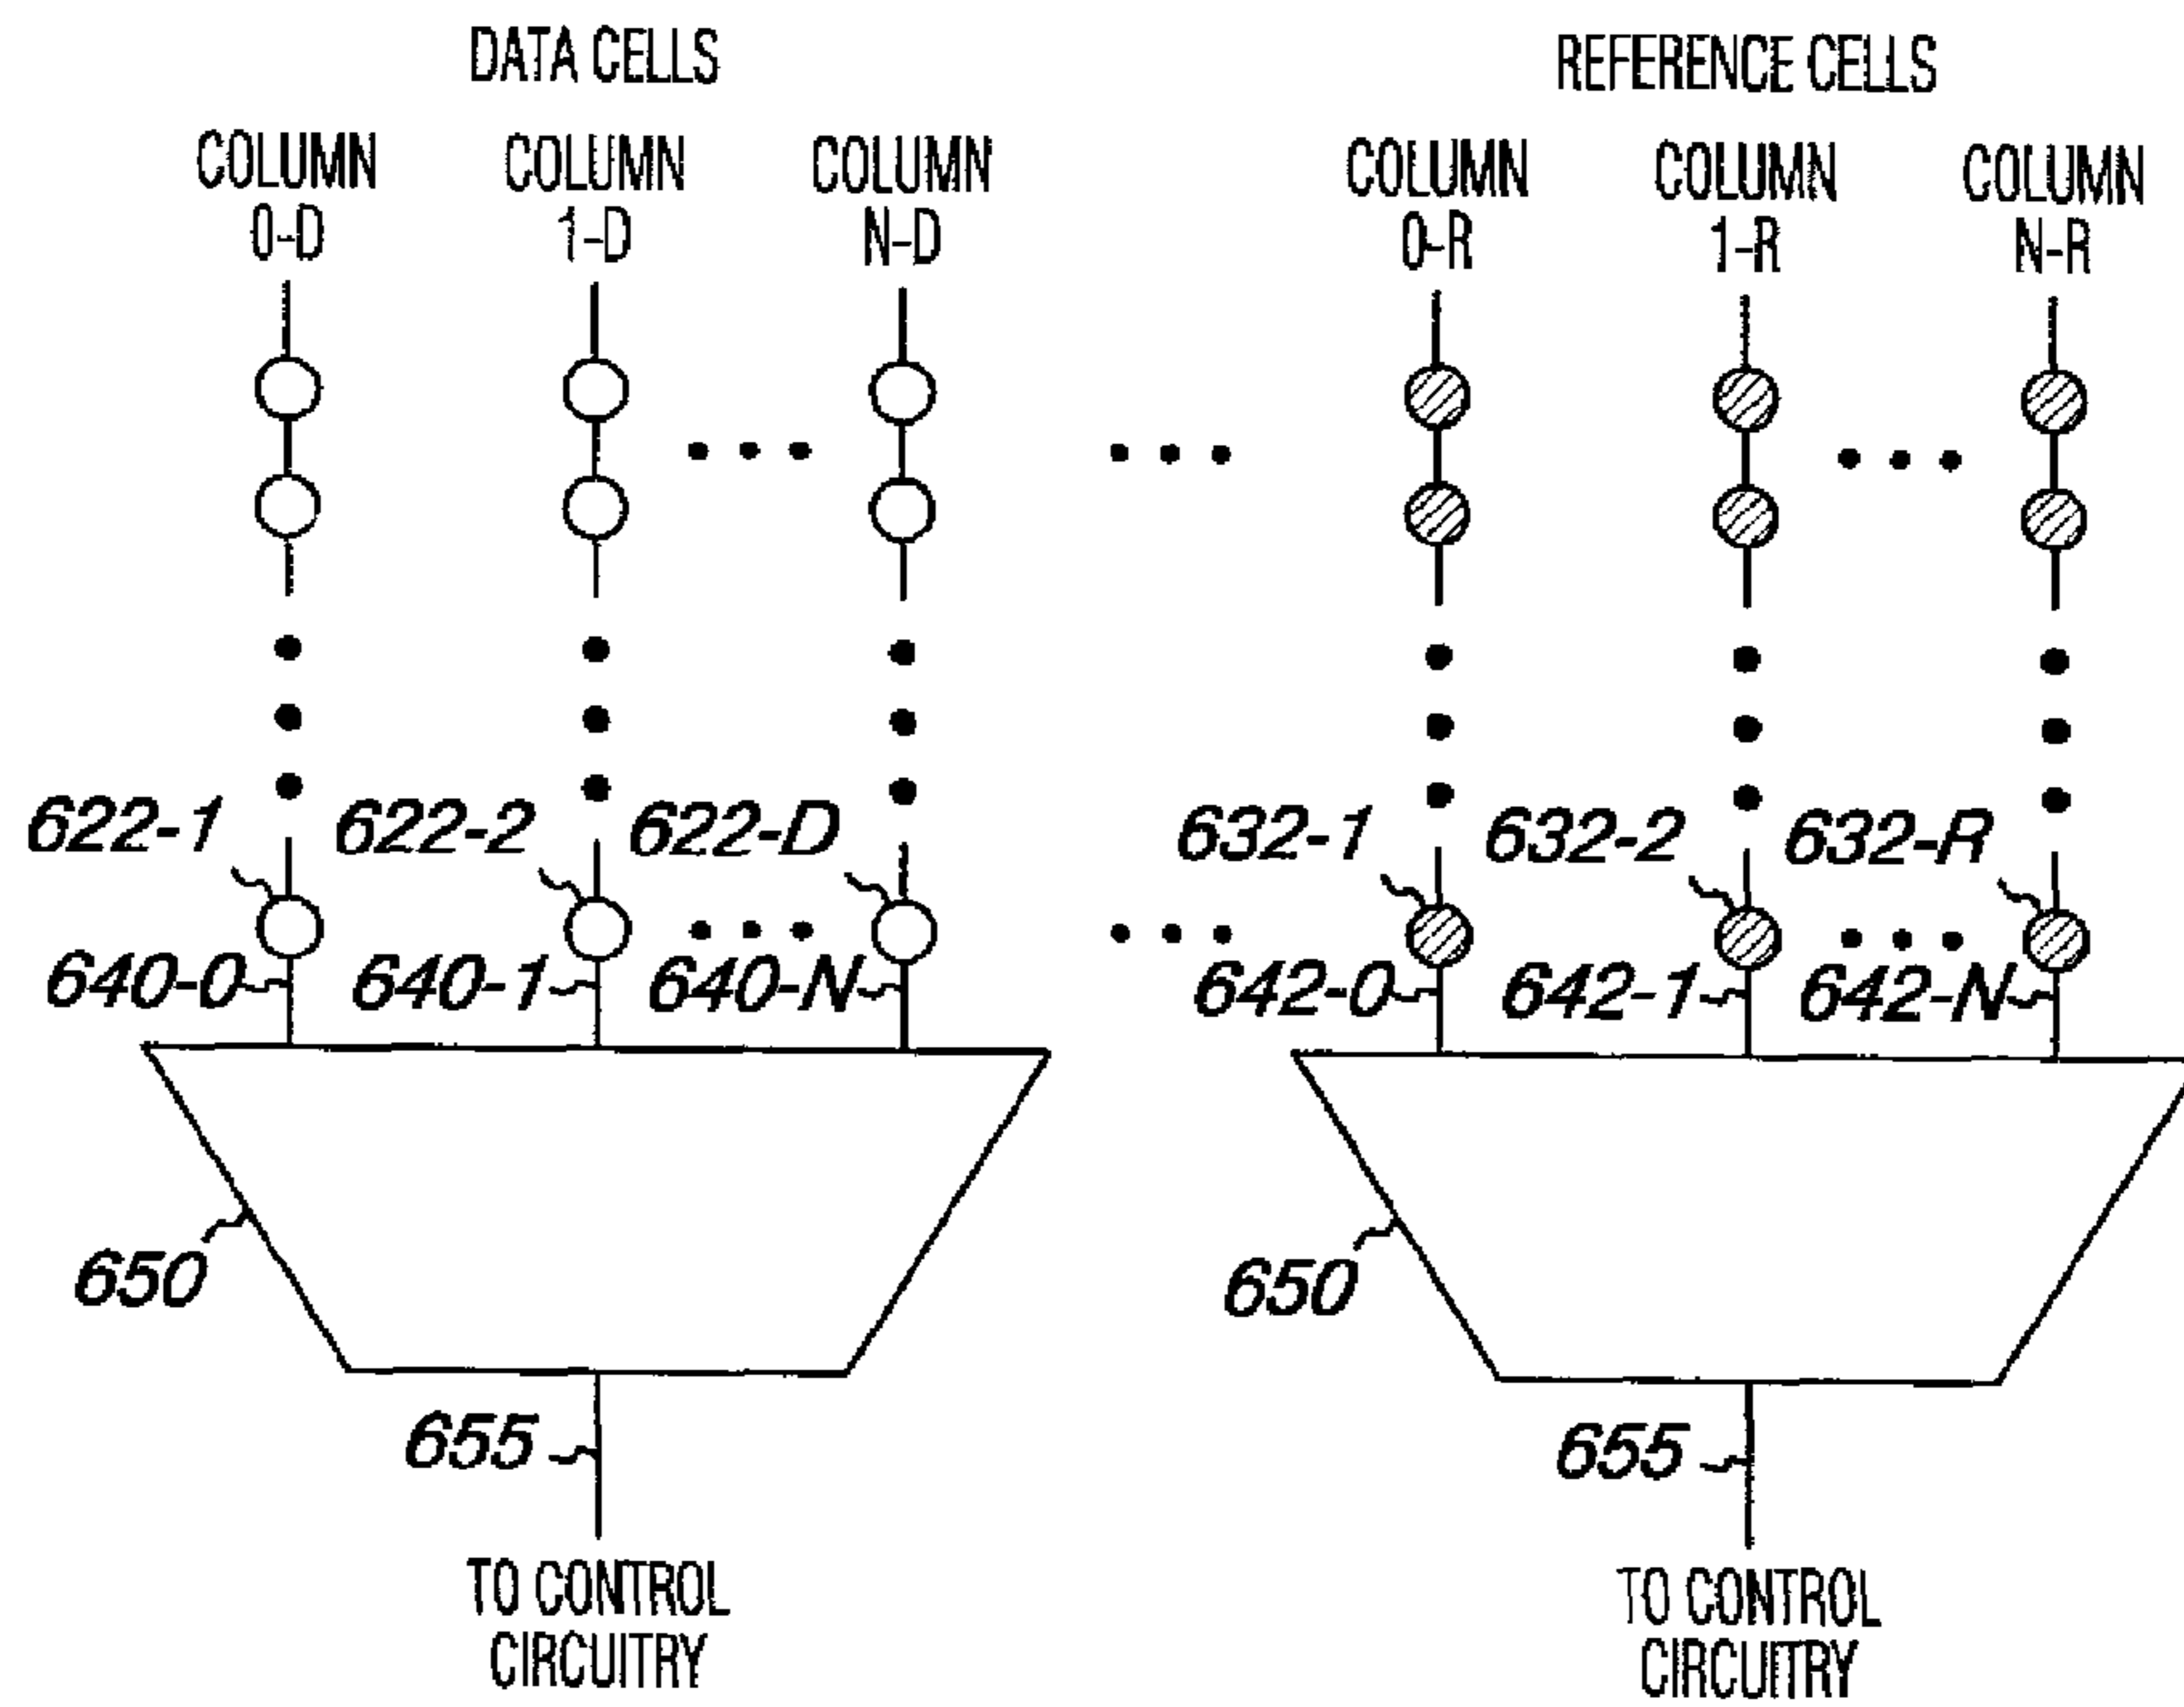 DATA CELLS
REFERENCE CELLS
COLUMN 0-D
COLUMN 1-D
COLUMN N-D
COLUMN 0-R
COLUMN 1-R
COLUMN N-R
622-1
622-2
622-D
632-1
632-2
632-R
640-0
640-1
640-N
642-0
642-1
642-N
650
650
655
655
TO CONTROL
CIRCUITRY
TO CONTROL
CIRCUITRY